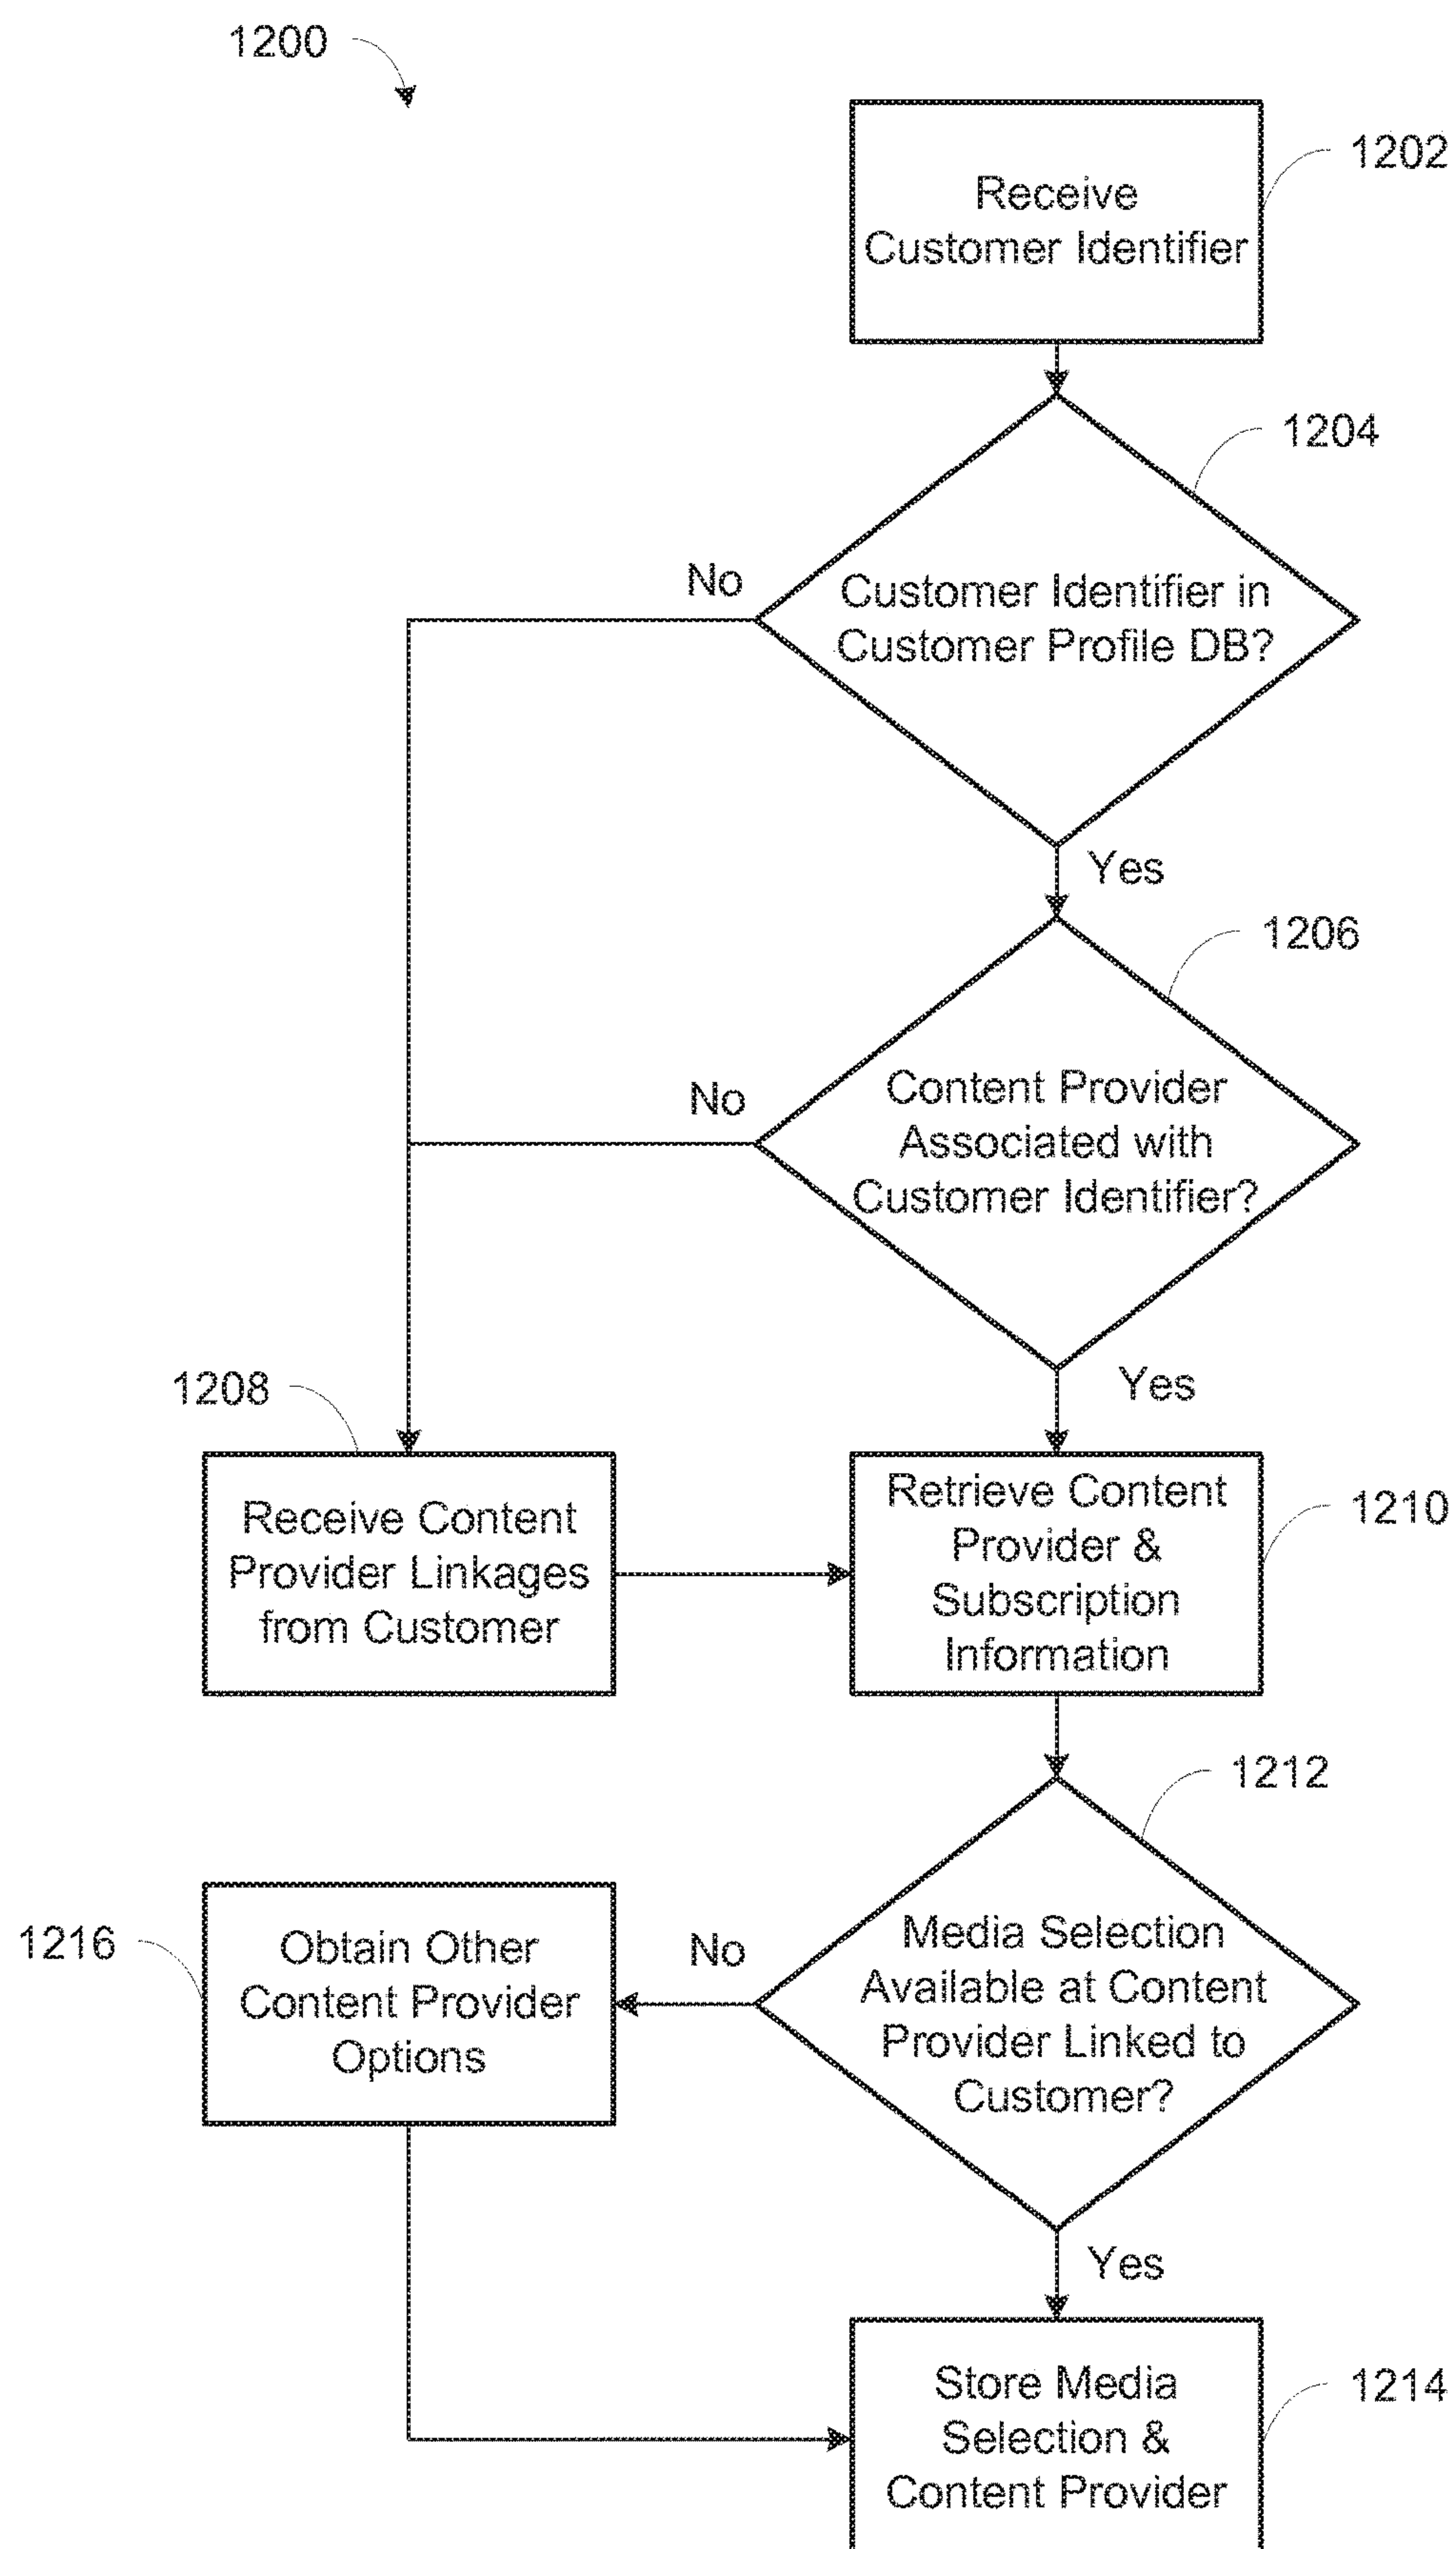 1200
1202
Receive
Customer Identifier
1204
No
Customer Identifier in
Customer Profile DB?
Yes
1206
No
Content Provider
Associated with
Customer Identifier?
Yes
1208
Receive Content
Provider Linkages
from Customer
Retrieve Content
Provider &
Subscription
Information
1210
1212
1216
Obtain Other
Content Provider
Options
No
Media Selection
Available at Content
Provider Linked to
Customer?
Yes
Store Media
Selection &
Content Provider
1214